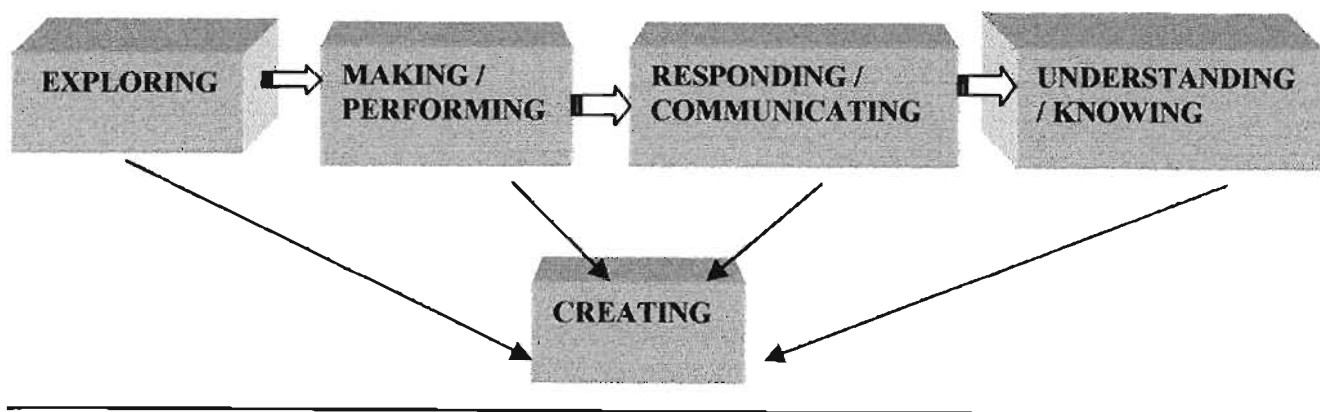 EXPLORING
MAKING /
PERFORMING
RESPONDING /
COMMUNICATING
UNDERSTANDING
/ KNOWING
CREATING